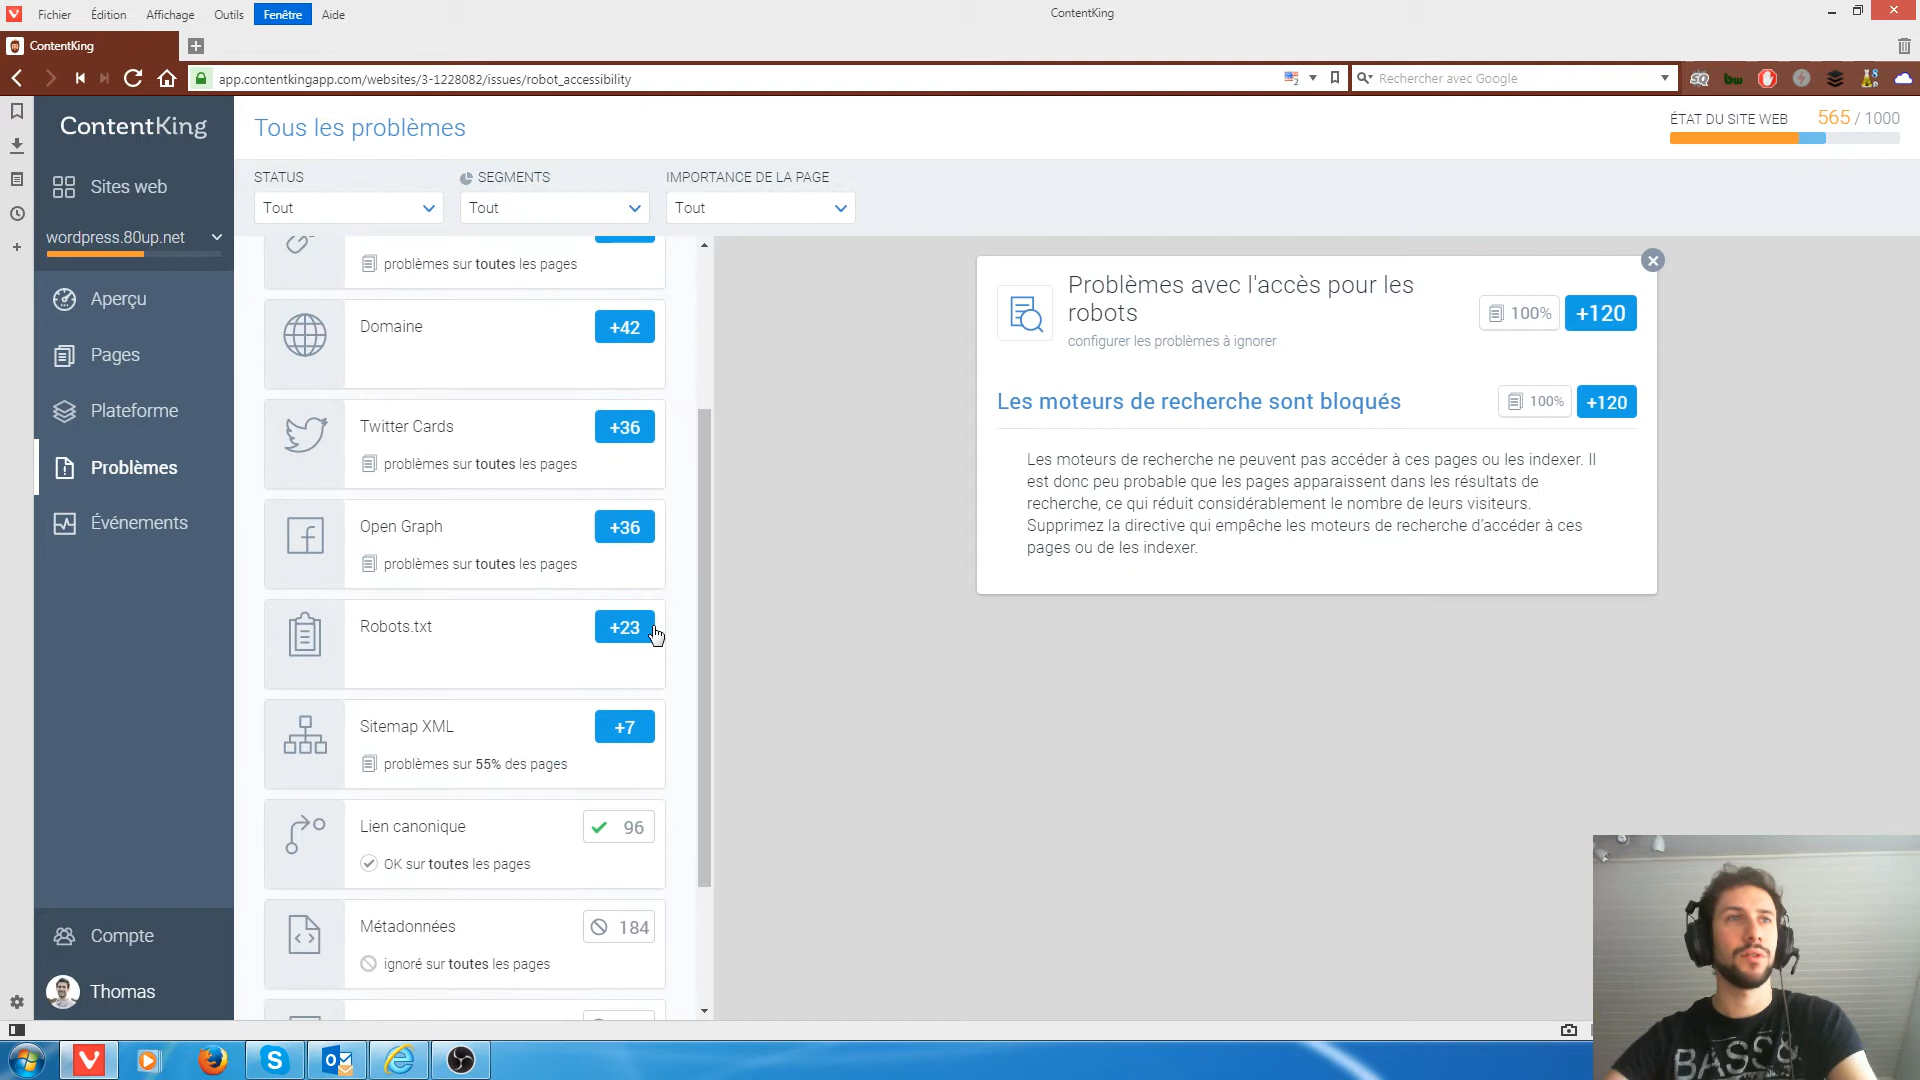 Fichier Édition Affichage Outils Fenêtre Aide
ContentKing
ContentKing
app.contentkingapp.com/websites/3-1228082/issues/robot_accessibility
Rechercher avec Google
ContentKing
Sites web
wordpress.80up.net
Aperçu
Pages
Plateforme
Problèmes
Événements
Compte
Thomas
Tous les problèmes
ÉTAT DU SITE WEB 565 / 1000
STATUS
Tout
SEGMENTS
Tout
IMPORTANCE DE LA PAGE
Tout
problèmes sur toutes les pages
Domaine
+42
Twitter Cards
+36
problèmes sur toutes les pages
Open Graph
+36
problèmes sur toutes les pages
Robots.txt
+23
Sitemap XML
+7
problèmes sur 55% des pages
Lien canonique
96
OK sur toutes les pages
Métadonnées
184
ignoré sur toutes les pages
Problèmes avec l'accès pour les
robots
configurer les problèmes à ignorer
100%
+120
Les moteurs de recherche sont bloqués
100%
+120
Les moteurs de recherche ne peuvent pas accéder à ces pages ou les indexer. Il
est donc peu probable que les pages apparaissent dans les résultats de
recherche, ce qui réduit considérablement le nombre de leurs visiteurs.
Supprimez la directive qui empêche les moteurs de recherche d'accéder à ces
pages ou de les indexer.
BASS&